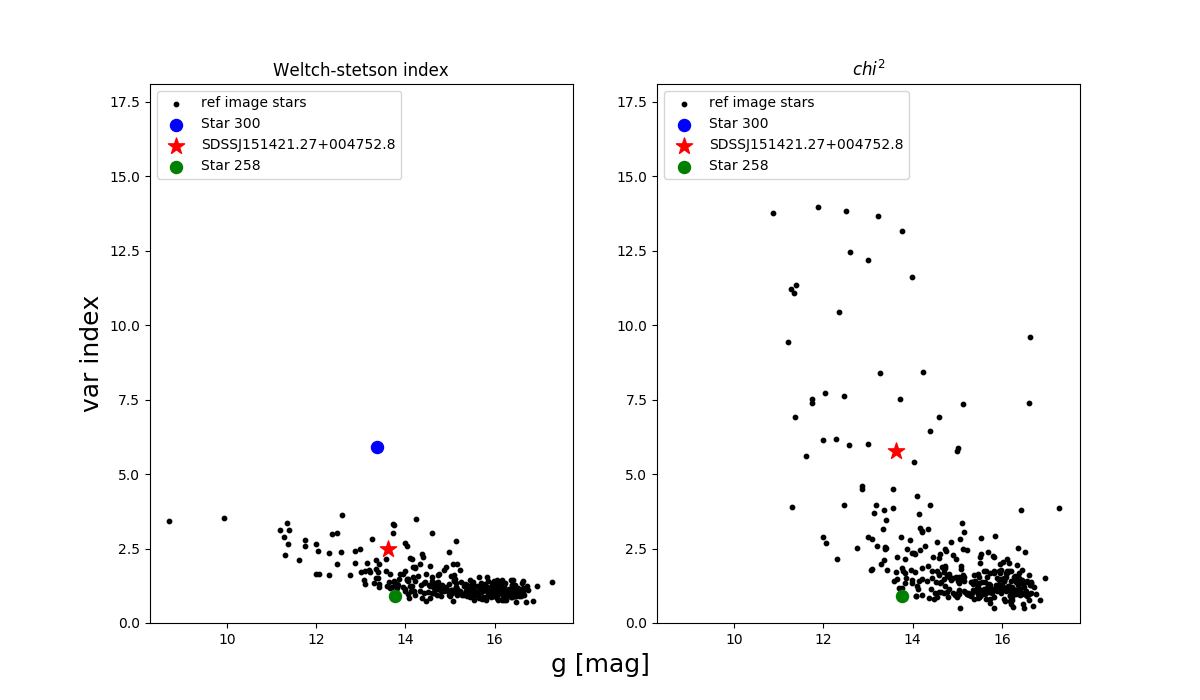 Weltch-stetson index
chi²
17.5
15.0
12.5
10.0
7.5
5.0
2.5
0.0
ref image stars
Star 300
SDSSJ151421.27+004752.8
Star 258
17.5
15.0
12.5
10.0
7.5
5.0
2.5
0.0
ref image stars
Star 300
SDSSJ151421.27+004752.8
Star 258
var index
10 12 14 16
10 12 14 16
g [mag]